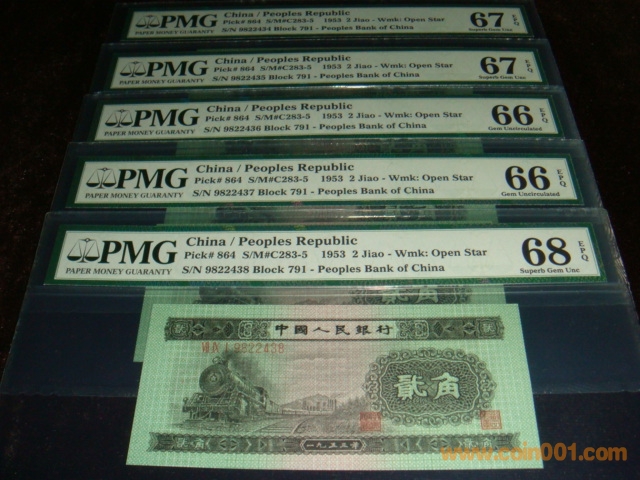 PMG
PAPER MONEY GUARANTY
China / Peoples Republic
Pick# 864 S/M#C283-5 1953 2 Jiao - Wmk: Open Star
S/N 9822434 Block 791 - Peoples Bank of China
67 EPQ
Superb Gem Unc
PMG
PAPER MONEY GUARANTY
China / Peoples Republic
Pick# 864 S/M#C283-5 1953 2 Jiao - Wmk: Open Star
S/N 9822435 Block 791 - Peoples Bank of China
67 EPQ
Superb Gem Unc
PMG
PAPER MONEY GUARANTY
China / Peoples Republic
Pick# 864 S/M#C283-5 1953 2 Jiao - Wmk: Open Star
S/N 9822436 Block 791 - Peoples Bank of China
66 EPQ
Gem Uncirculated
PMG
PAPER MONEY GUARANTY
China / Peoples Republic
Pick# 864 S/M#C283-5 1953 2 Jiao - Wmk: Open Star
S/N 9822437 Block 791 - Peoples Bank of China
66 EPQ
Gem Uncirculated
PMG
PAPER MONEY GUARANTY
China / Peoples Republic
Pick# 864 S/M#C283-5 1953 2 Jiao - Wmk: Open Star
S/N 9822438 Block 791 - Peoples Bank of China
68 EPQ
Superb Gem Unc
中國人民銀行
9822438
貳角
一九五三年
www.coin001.com